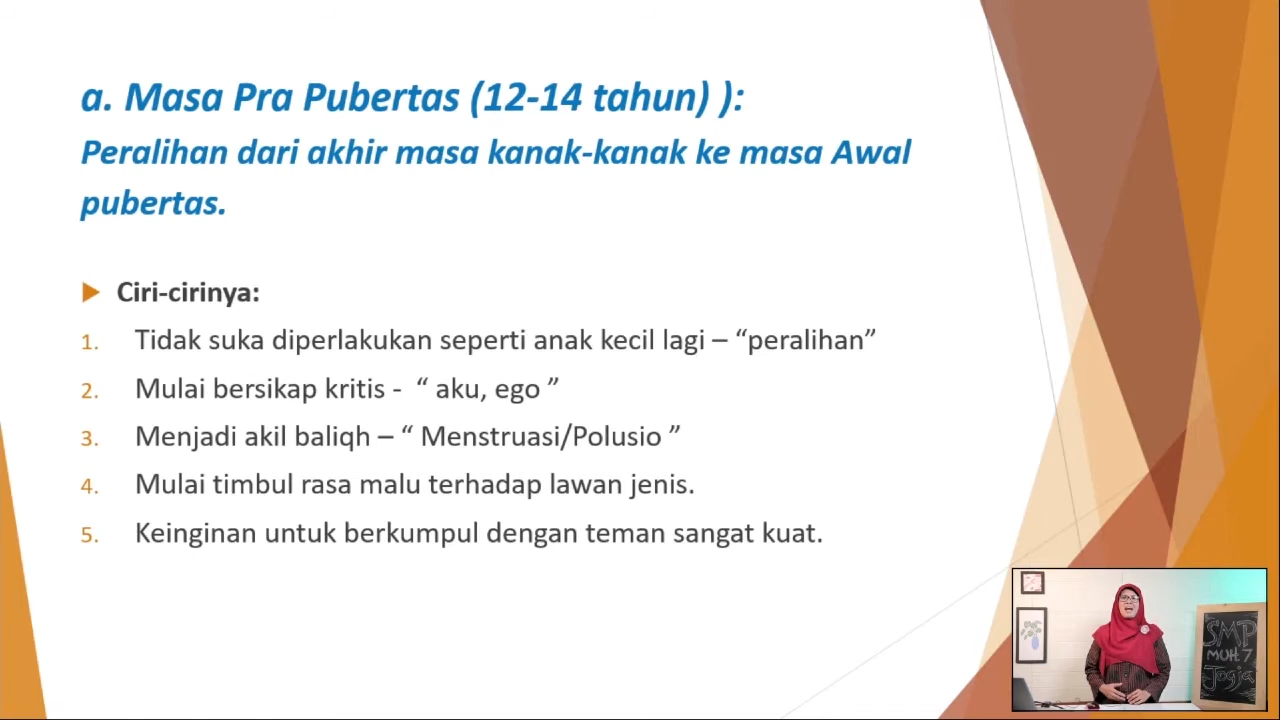 a. Masa Pra Pubertas (12-14 tahun) ):
Peralihan dari akhir masa kanak-kanak ke masa Awal
pubertas.
Ciri-cirinya:
1. Tidak suka diperlakukan seperti anak kecil lagi – “peralihan”
2. Mulai bersikap kritis - “ aku, ego ”
3. Menjadi akil baliqh – “ Menstruasi/Polusio ”
4. Mulai timbul rasa malu terhadap lawan jenis.
5. Keinginan untuk berkumpul dengan teman sangat kuat.
SMP
MUH 7
Jogja